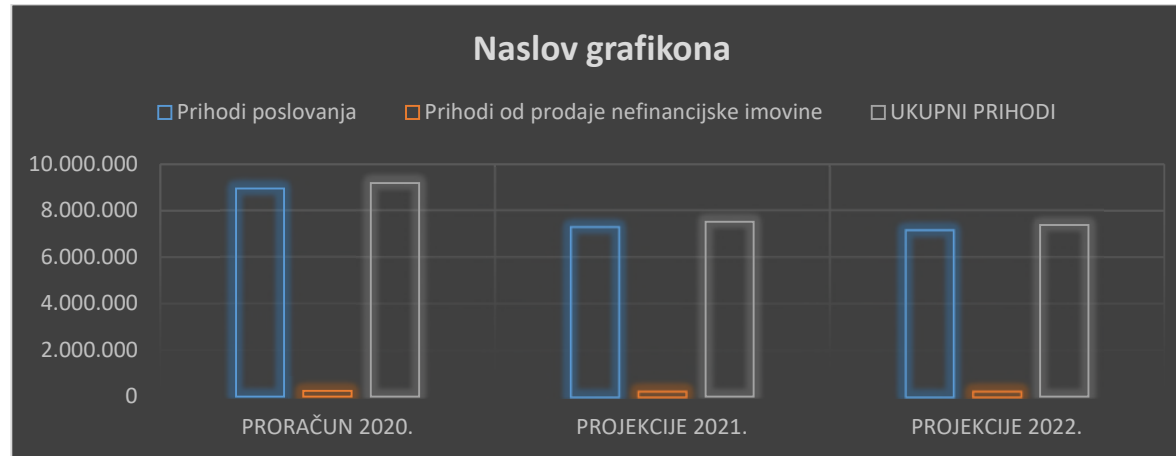 Naslov grafikona
Prihodi poslovanja Prihodi od prodaje nefinancijske imovine UKUPNI PRIHODI
10.000.000
8.000.000
6.000.000
4.000.000
2.000.000
0
PRORAČUN 2020. PROJEKCIJE 2021. PROJEKCIJE 2022.